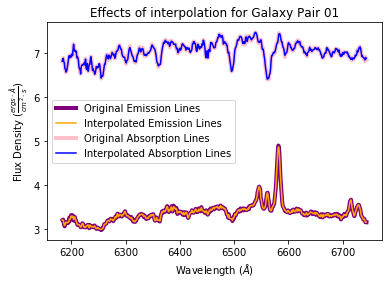 Effects of interpolation for Galaxy Pair 01
7
6
5
4
3
Flux Density (ergs · Å / cm² · s)
Original Emission Lines
Interpolated Emission Lines
Original Absorption Lines
Interpolated Absorption Lines
6200 6300 6400 6500 6600 6700
Wavelength (Å)